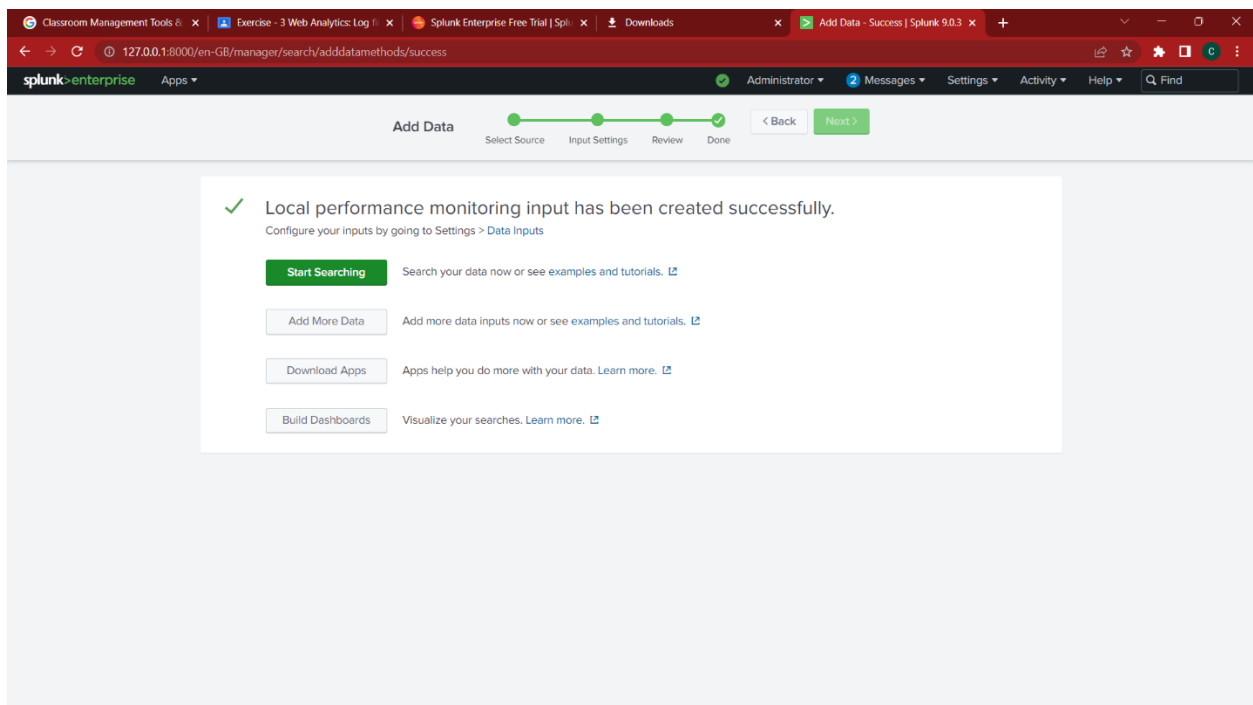 Classroom Management Tools &
Exercise - 3 Web Analytics: Log fi
Splunk Enterprise Free Trial | Splu
Downloads
Add Data - Success | Splunk 9.0.3
127.0.0.1:8000/en-GB/manager/search/adddatamethods/success
C
splunk>enterprise Apps
Administrator 2 Messages Settings Activity Help Find
Add Data
Select Source Input Settings Review Done
< Back Next >
Local performance monitoring input has been created successfully.
Configure your inputs by going to Settings > Data Inputs
Start Searching Search your data now or see examples and tutorials.
Add More Data Add more data inputs now or see examples and tutorials.
Download Apps Apps help you do more with your data. Learn more.
Build Dashboards Visualize your searches. Learn more.